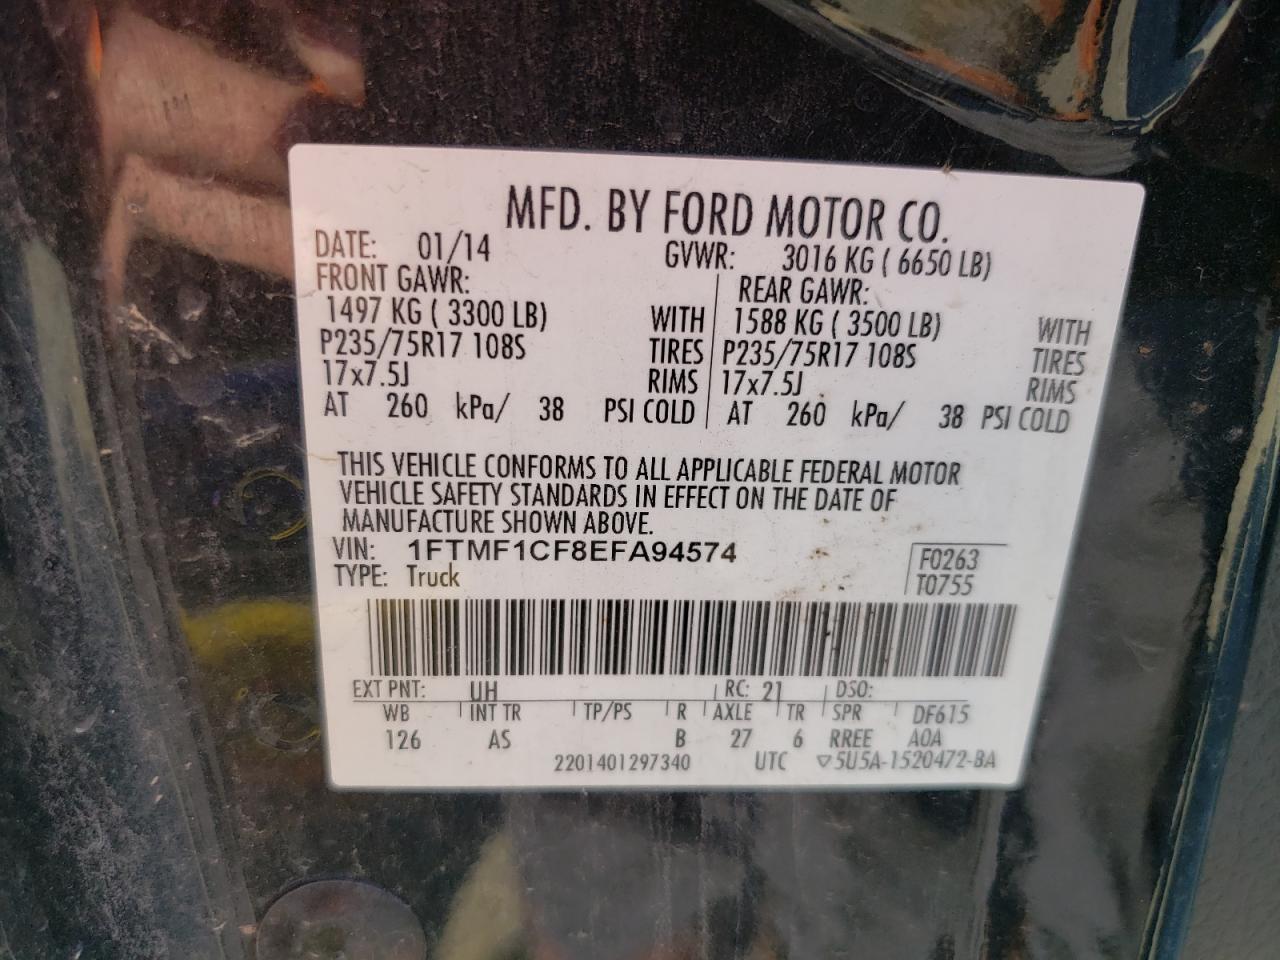 MFD. BY FORD MOTOR CO.
DATE: 01/14 GVWR: 3016 KG ( 6650 LB)
FRONT GAWR: REAR GAWR:
1497 KG ( 3300 LB) WITH 1588 KG ( 3500 LB) WITH
P235/75R17 108S TIRES P235/75R17 108S TIRES
17x7.5J RIMS 17x7.5J RIMS
AT 260 kPa/ 38 PSI COLD AT 260 kPa/ 38 PSI COLD
THIS VEHICLE CONFORMS TO ALL APPLICABLE FEDERAL MOTOR
VEHICLE SAFETY STANDARDS IN EFFECT ON THE DATE OF
MANUFACTURE SHOWN ABOVE.
VIN: 1FTMF1CF8EFA94574 F0263
TYPE: Truck T0755
EXT PNT: UH RC: 21 DSO:
WB INT TR TP/PS R AXLE TR SPR DF615
126 AS B 27 6 RREE A0A
2201401297340 UTC ▽5U5A-1520472-BA